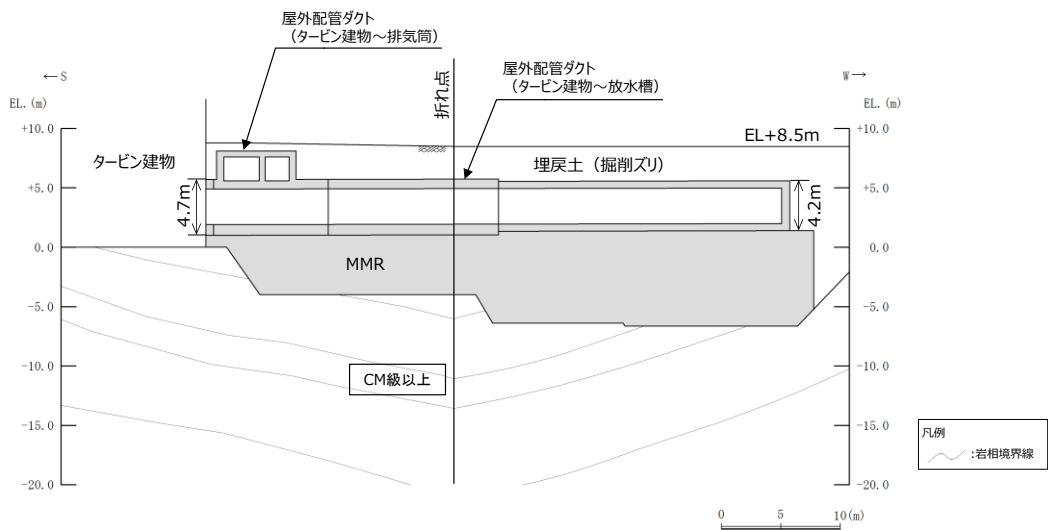 屋外配管ダクト
（タービン建物～排気筒）
←S
EL.(m)
折れ点
屋外配管ダクト
（タービン建物～放水槽）
W→
EL.(m)
+10.0
+10.0
EL+8.5m
タービン建物
埋戻土（掘削ズリ）
+5.0
+5.0
4.7m
4.2m
0.0
0.0
MMR
-5.0
-5.0
-10.0
-10.0
CM級以上
-15.0
-15.0
凡例
:岩相境界線
-20.0
-20.0
0 5 10(m)